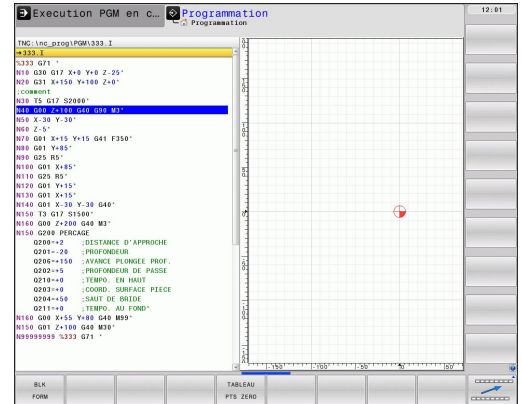 Execution PGM en c...
Programmation
Programmation
12:01
TNC:\nc_prog\PGM\333.I
→333.I
%333 G71 *
N10 G30 G17 X+0 Y+0 Z-25*
N20 G31 X+150 Y+100 Z+0*
;comment
N30 T5 G17 S2000*
N40 G00 Z+100 G40 G90 M3*
N50 X-30 Y-30*
N60 Z-5*
N70 G01 X+15 Y+15 G41 F350*
N80 G01 Y+85*
N90 G25 R5*
N100 G01 X+85*
N110 G25 R5*
N120 G01 Y+15*
N130 G01 X+15*
N140 G01 X-30 Y-30 G40*
N150 T3 G17 S1500*
N160 G00 Z+200 G40 M3*
N150 G200 PERCAGE
Q200=+2 ;DISTANCE D'APPROCHE
Q201=-20 ;PROFONDEUR
Q206=+150 ;AVANCE PLONGEE PROF.
Q202=+5 ;PROFONDEUR DE PASSE
Q210=+0 ;TEMPO. EN HAUT
Q203=+0 ;COORD. SURFACE PIECE
Q204=+50 ;SAUT DE BRIDE
Q211=+0 ;TEMPO. AU FOND*
N160 G00 X+55 Y+80 G40 M99*
N150 G01 Z+100 G40 M30*
N99999999 %333 G71 *
-150 -100 -50 0 50
BLK FORM
TABLEAU PTS ZERO